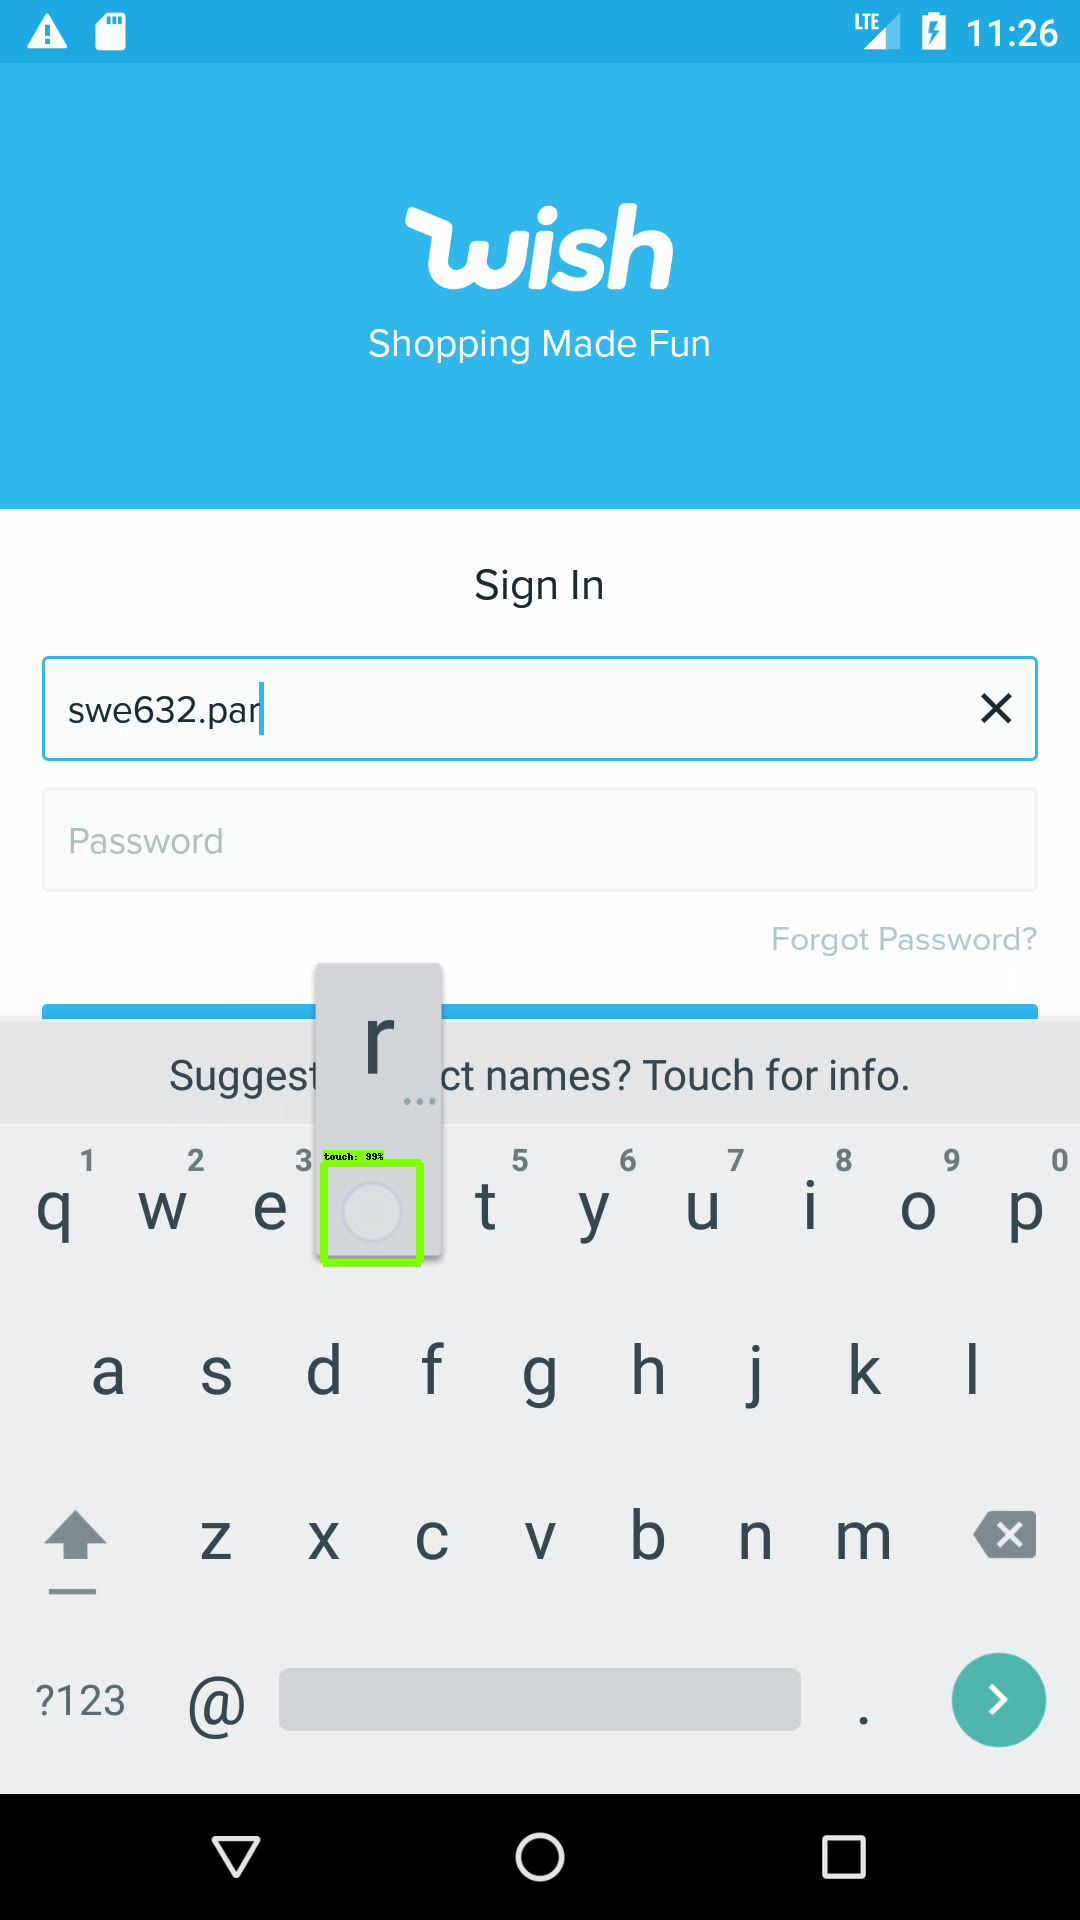 LTE 11:26
wish
Shopping Made Fun
Sign In
swe632.par
Password
Forgot Password?
r
...
Suggest ct names? Touch for info.
touch: 99%
1 2 3 5 6 7 8 9 0
q w e t y u i o p
a s d f g h j k l
z x c v b n m
?123 @ .